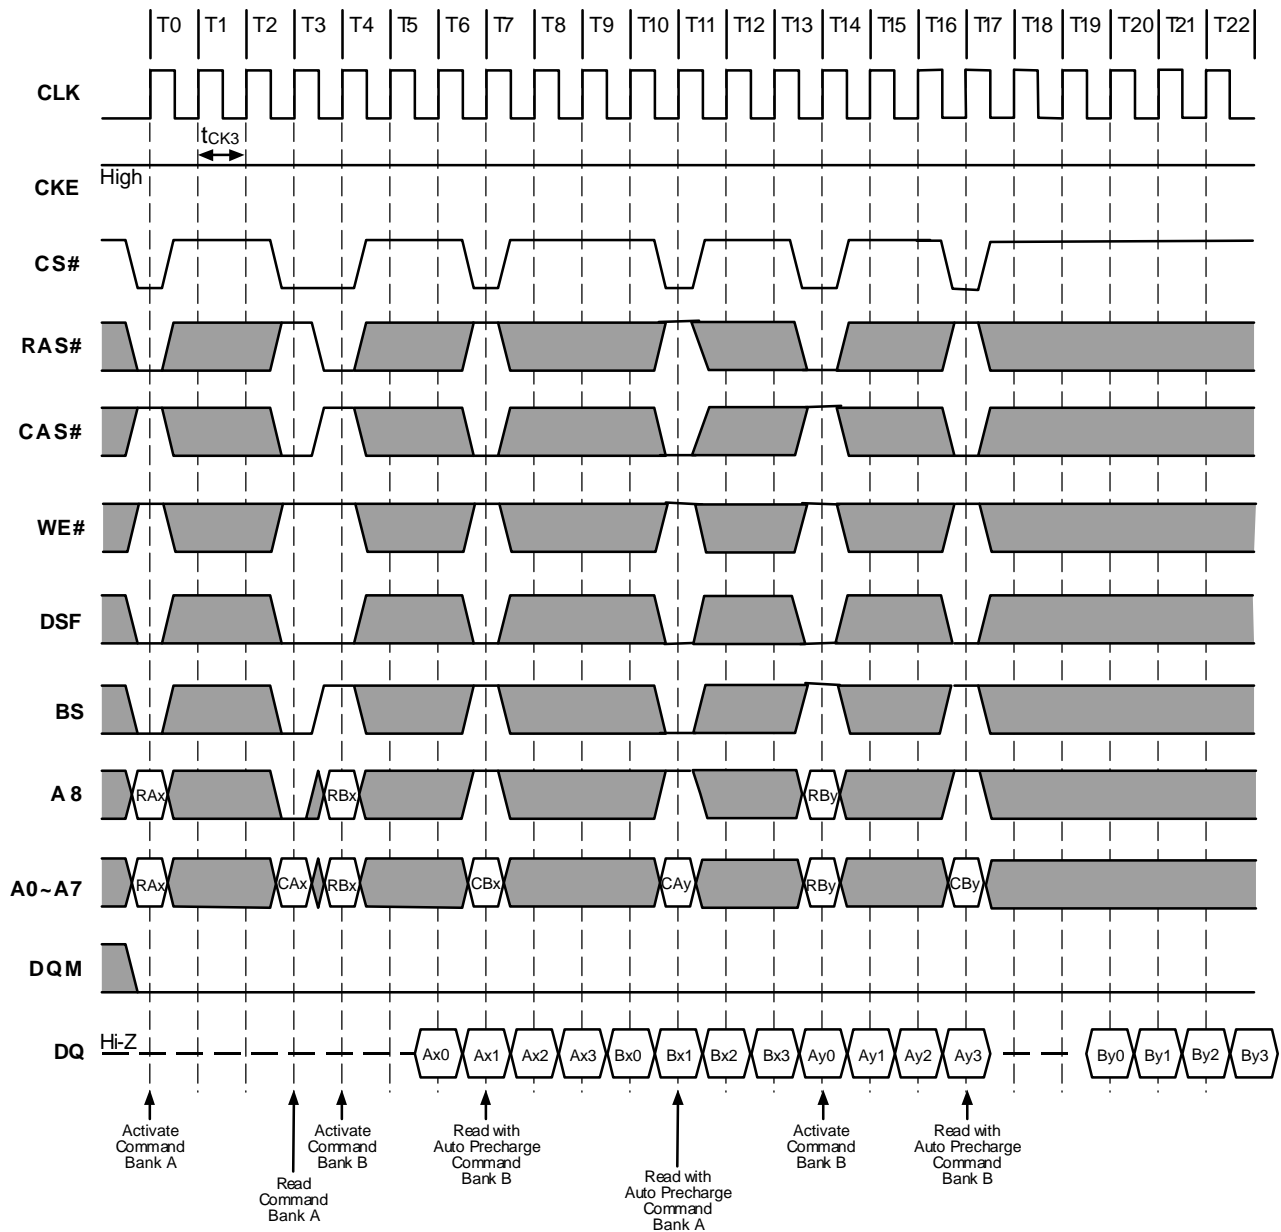 T0 T1 T2 T3 T4 T5 T6 T7 T8 T9 T10 T11 T12 T13 T14 T15 T16 T17 T18 T19 T20 T21 T22
CLK
tCK3
High
CKE
CS#
RAS#
CAS#
WE#
DSF
BS
A8 RAx RBx RBy
A0~A7 RAx CAx RBx CBx CAy RBy CBy
DQM
Hi-Z
DQ Ax0 Ax1 Ax2 Ax3 Bx0 Bx1 Bx2 Bx3 Ay0 Ay1 Ay2 Ay3 By0 By1 By2 By3
Activate
Command
Bank A
Read
Command
Bank A
Activate
Command
Bank B
Read with
Auto Precharge
Command
Bank B
Read with
Auto Precharge
Command
Bank A
Activate
Command
Bank B
Read with
Auto Precharge
Command
Bank B